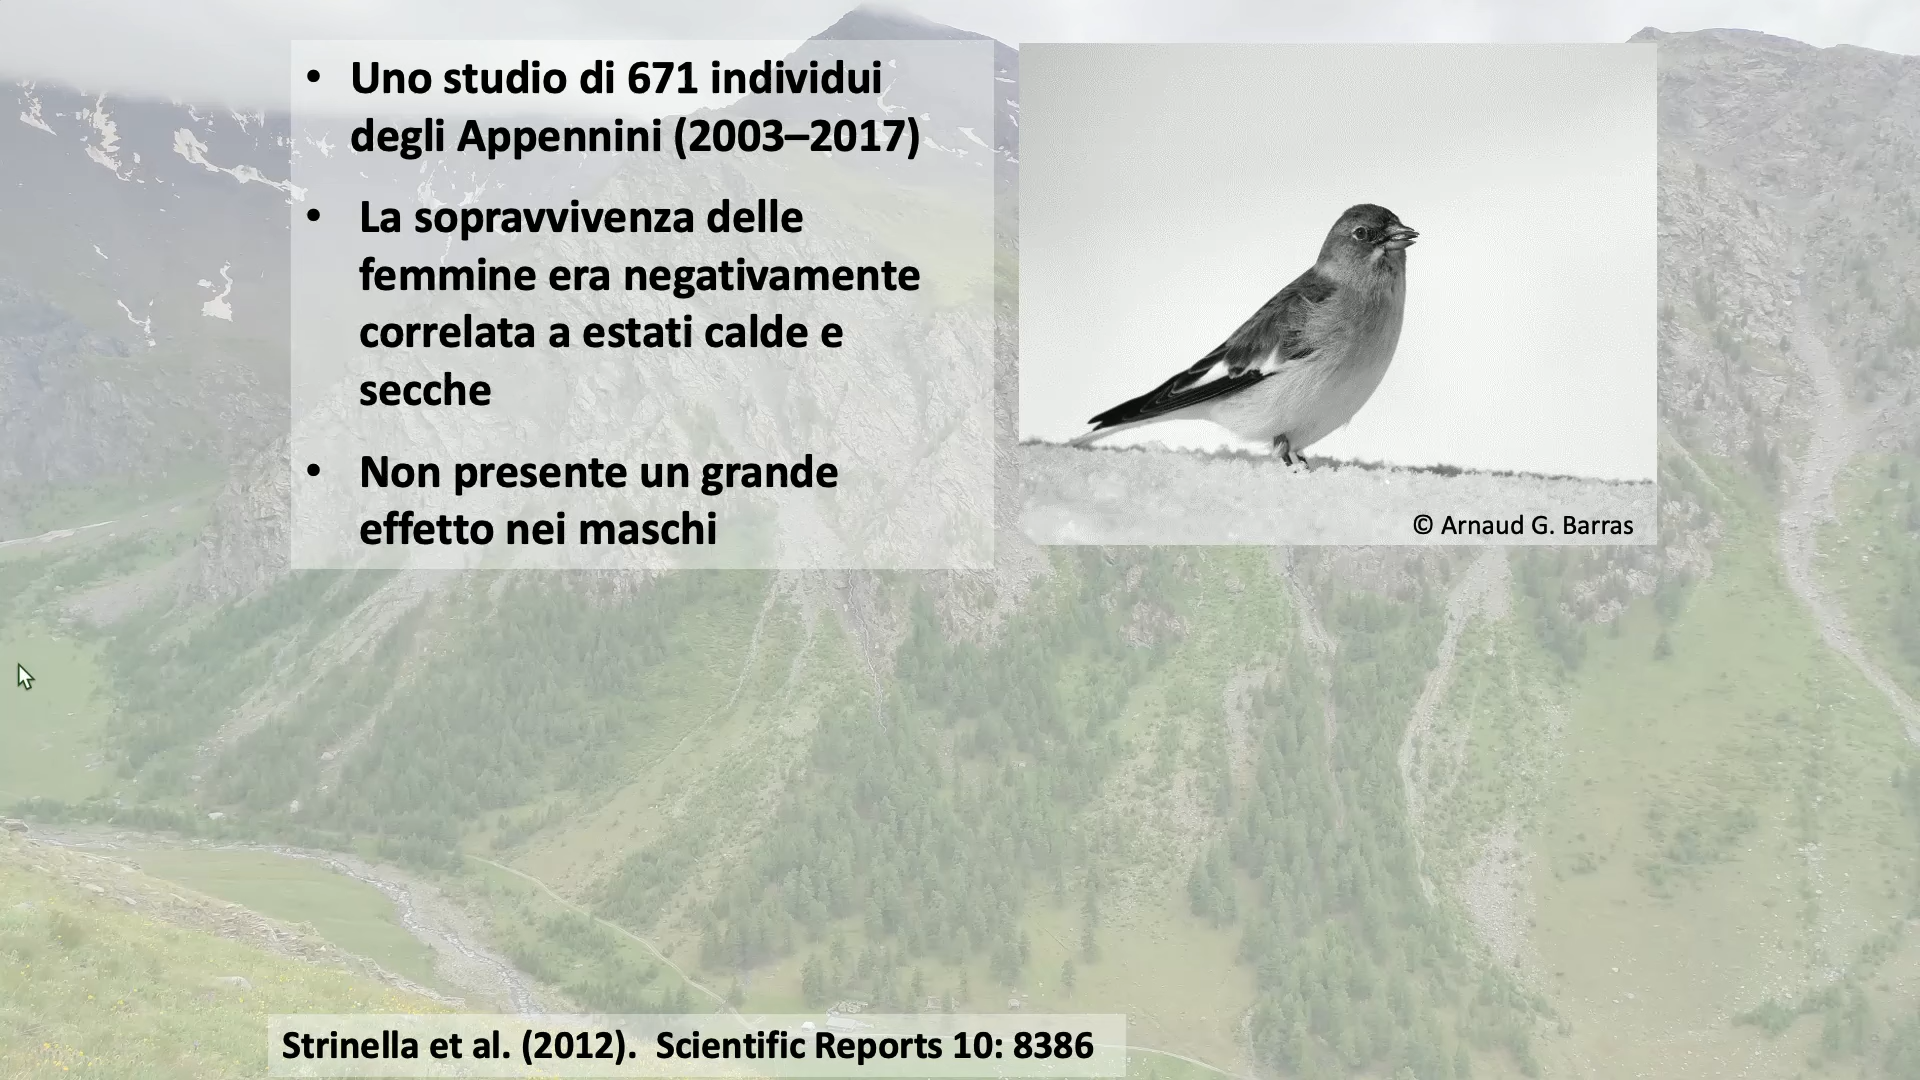 • Uno studio di 671 individui
degli Appennini (2003–2017)
• La sopravvivenza delle
femmine era negativamente
correlata a estati calde e
secche
• Non presente un grande
effetto nei maschi
© Arnaud G. Barras
Strinella et al. (2012). Scientific Reports 10: 8386